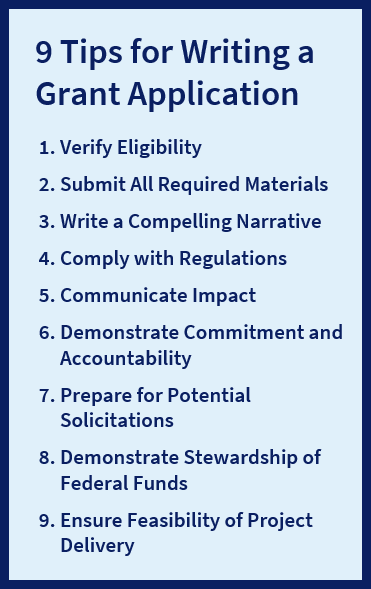 9 Tips for Writing a
Grant Application
1. Verify Eligibility
2. Submit All Required Materials
3. Write a Compelling Narrative
4. Comply with Regulations
5. Communicate Impact
6. Demonstrate Commitment and
Accountability
7. Prepare for Potential
Solicitations
8. Demonstrate Stewardship of
Federal Funds
9. Ensure Feasibility of Project
Delivery